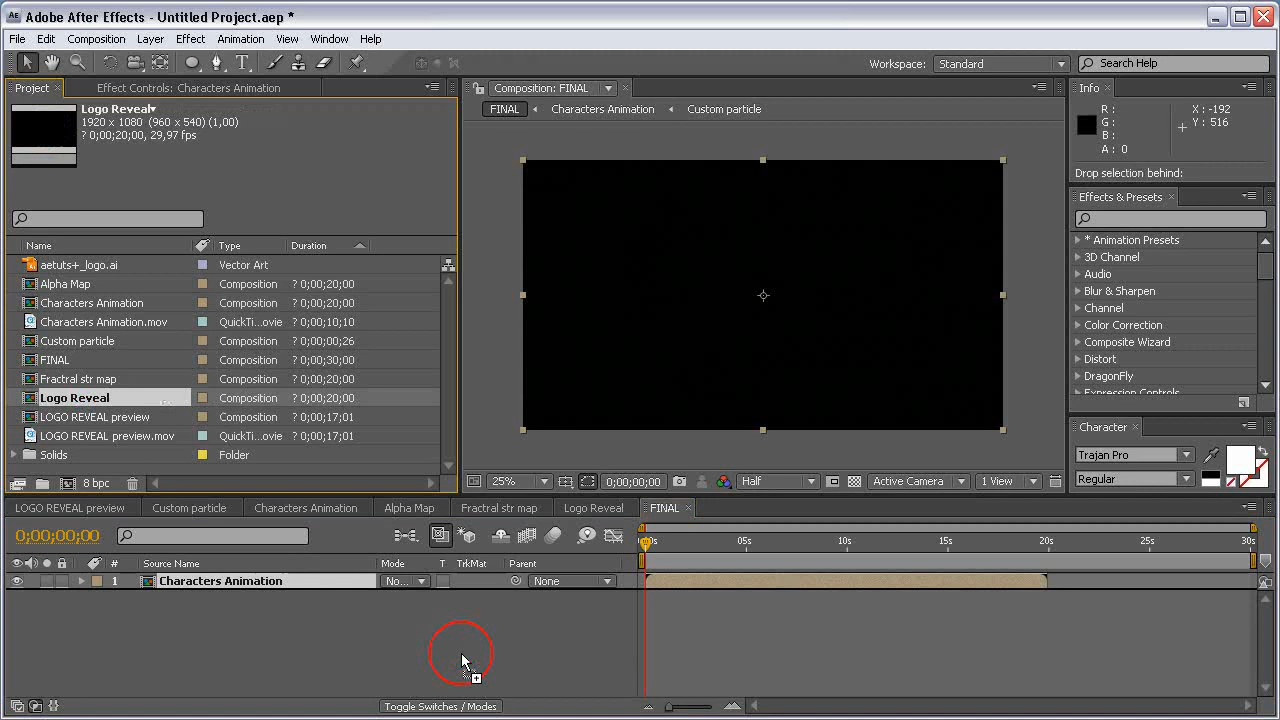 Adobe After Effects - Untitled Project.aep *
File Edit Composition Layer Effect Animation View Window Help
Workspace: Standard Search Help
Project Effect Controls: Characters Animation
Logo Reveal
1920 x 1080 (960 x 540) (1,00)
? 0;00;20;00, 29,97 fps
Name Type Duration
aetuts+_logo.ai Vector Art
Alpha Map Composition ? 0;00;20;00
Characters Animation Composition ? 0;00;20;00
Characters Animation.mov QuickTi...ovie ? 0;00;10;10
Custom particle Composition ? 0;00;00;26
FINAL Composition ? 0;00;30;00
Fractral str map Composition ? 0;00;20;00
Logo Reveal Composition ? 0;00;20;00
LOGO REVEAL preview Composition ? 0;00;17;01
LOGO REVEAL preview.mov QuickTi...ovie ? 0;00;17;01
Solids Folder
8 bpc
Composition: FINAL
FINAL Characters Animation Custom particle
25% 0;00;00;00 Half Active Camera 1 View
Info
R: X: -192
G: Y: 516
B:
A: 0
Drop selection behind:
Effects & Presets
* Animation Presets
3D Channel
Audio
Blur & Sharpen
Channel
Color Correction
Composite Wizard
Distort
DragonFly
Expression Controls
Character
Trajan Pro
Regular
LOGO REVEAL preview Custom particle Characters Animation Alpha Map Fractral str map Logo Reveal FINAL
0;00;00;00
05s 10s 15s 20s 25s 30s
# Source Name Mode T TrkMat Parent
1 Characters Animation No... None
Toggle Switches / Modes